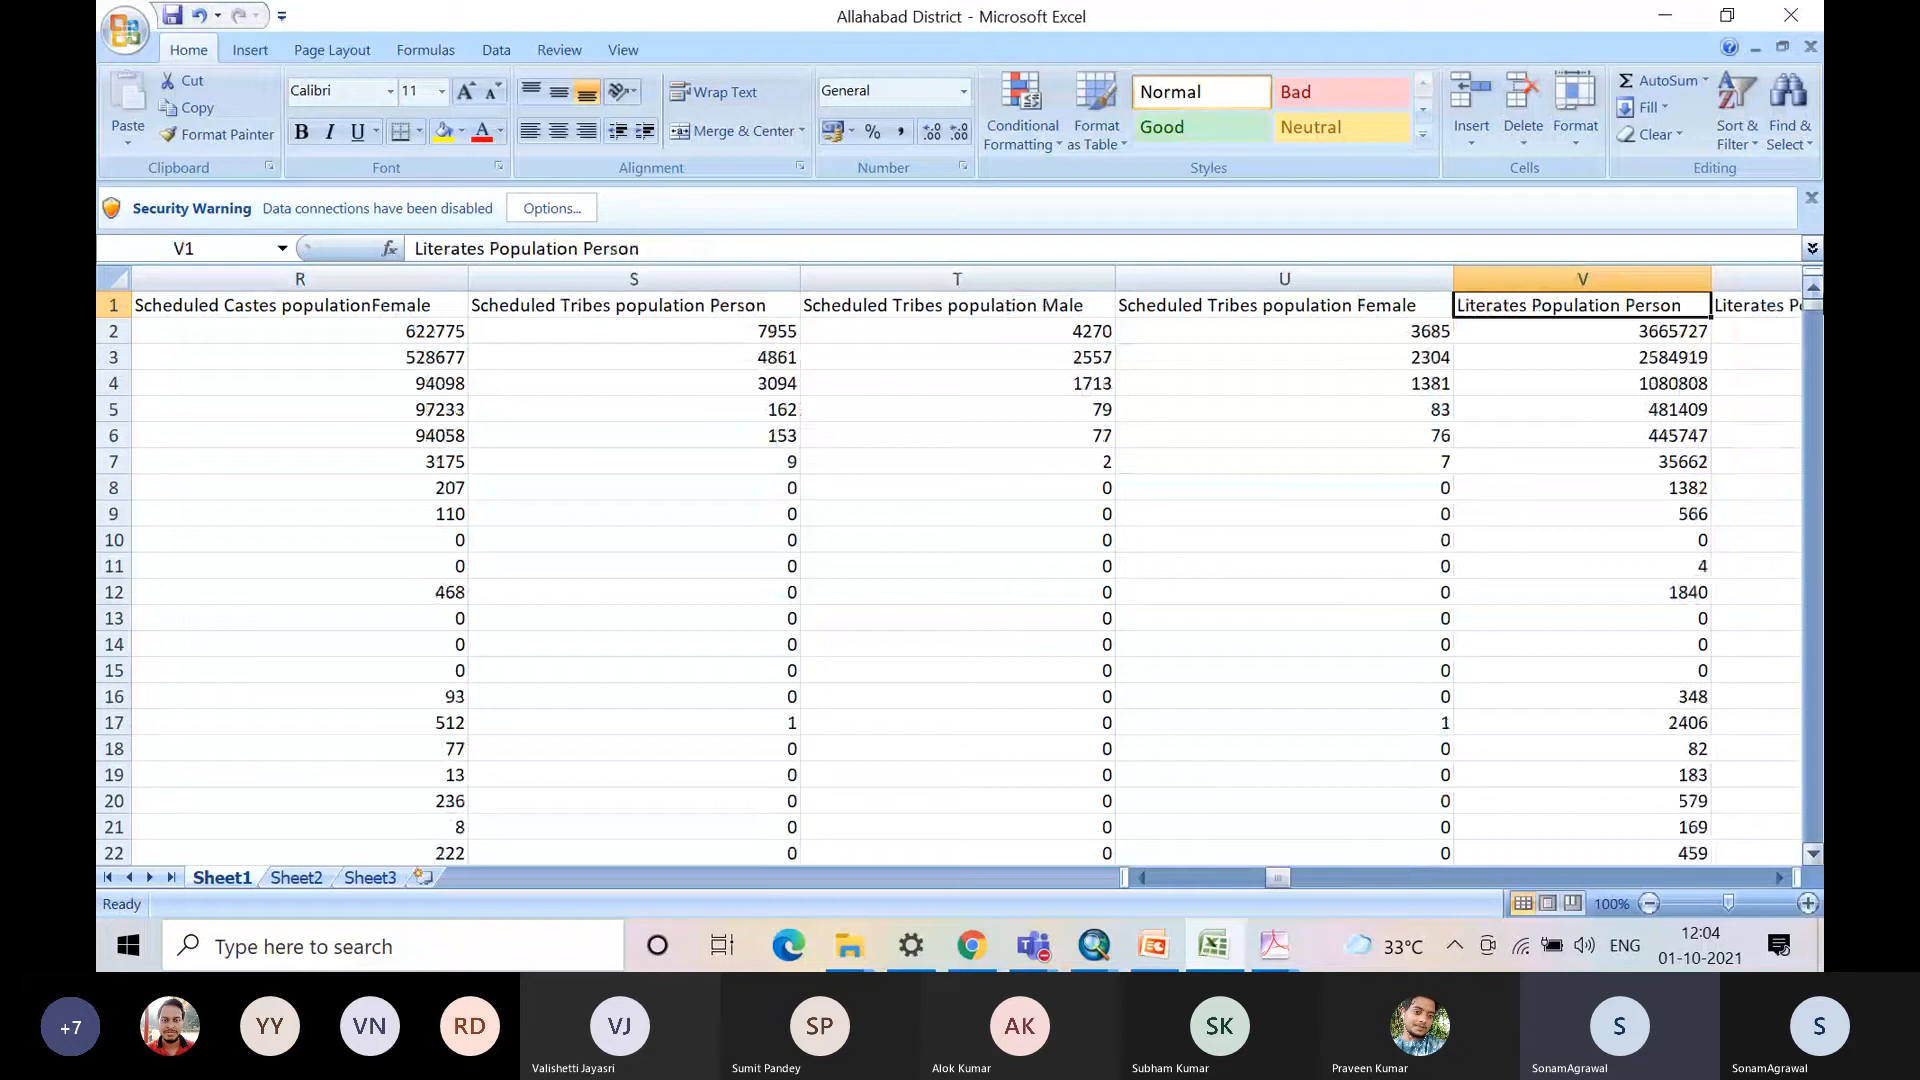 Allahabad District - Microsoft Excel
Home Insert Page Layout Formulas Data Review View
Paste
Cut
Copy
Format Painter
Clipboard
Calibri 11
B I U
Font
Wrap Text
Merge & Center
Alignment
General
Number
Conditional Formatting
Format as Table
Normal Bad
Good Neutral
Styles
Insert Delete Format
Cells
AutoSum
Fill
Clear
Sort & Filter
Find & Select
Editing
Security Warning Data connections have been disabled Options...
V1 fx Literates Population Person
R S T U V
1 Scheduled Castes populationFemale Scheduled Tribes population Person Scheduled Tribes population Male Scheduled Tribes population Female Literates Population Person Literates P
2 622775 7955 4270 3685 3665727
3 528677 4861 2557 2304 2584919
4 94098 3094 1713 1381 1080808
5 97233 162 79 83 481409
6 94058 153 77 76 445747
7 3175 9 2 7 35662
8 207 0 0 0 1382
9 110 0 0 0 566
10 0 0 0 0 0
11 0 0 0 0 4
12 468 0 0 0 1840
13 0 0 0 0 0
14 0 0 0 0 0
15 0 0 0 0 0
16 93 0 0 0 348
17 512 1 0 1 2406
18 77 0 0 0 82
19 13 0 0 0 183
20 236 0 0 0 579
21 8 0 0 0 169
22 222 0 0 0 459
Sheet1 Sheet2 Sheet3
Ready 100%
Type here to search 33°C ENG 12:04
01-10-2021
+7 YY VN RD VJ SP AK SK S S
Valishetti Jayasri Sumit Pandey Alok Kumar Subham Kumar Praveen Kumar SonamAgrawal SonamAgrawal